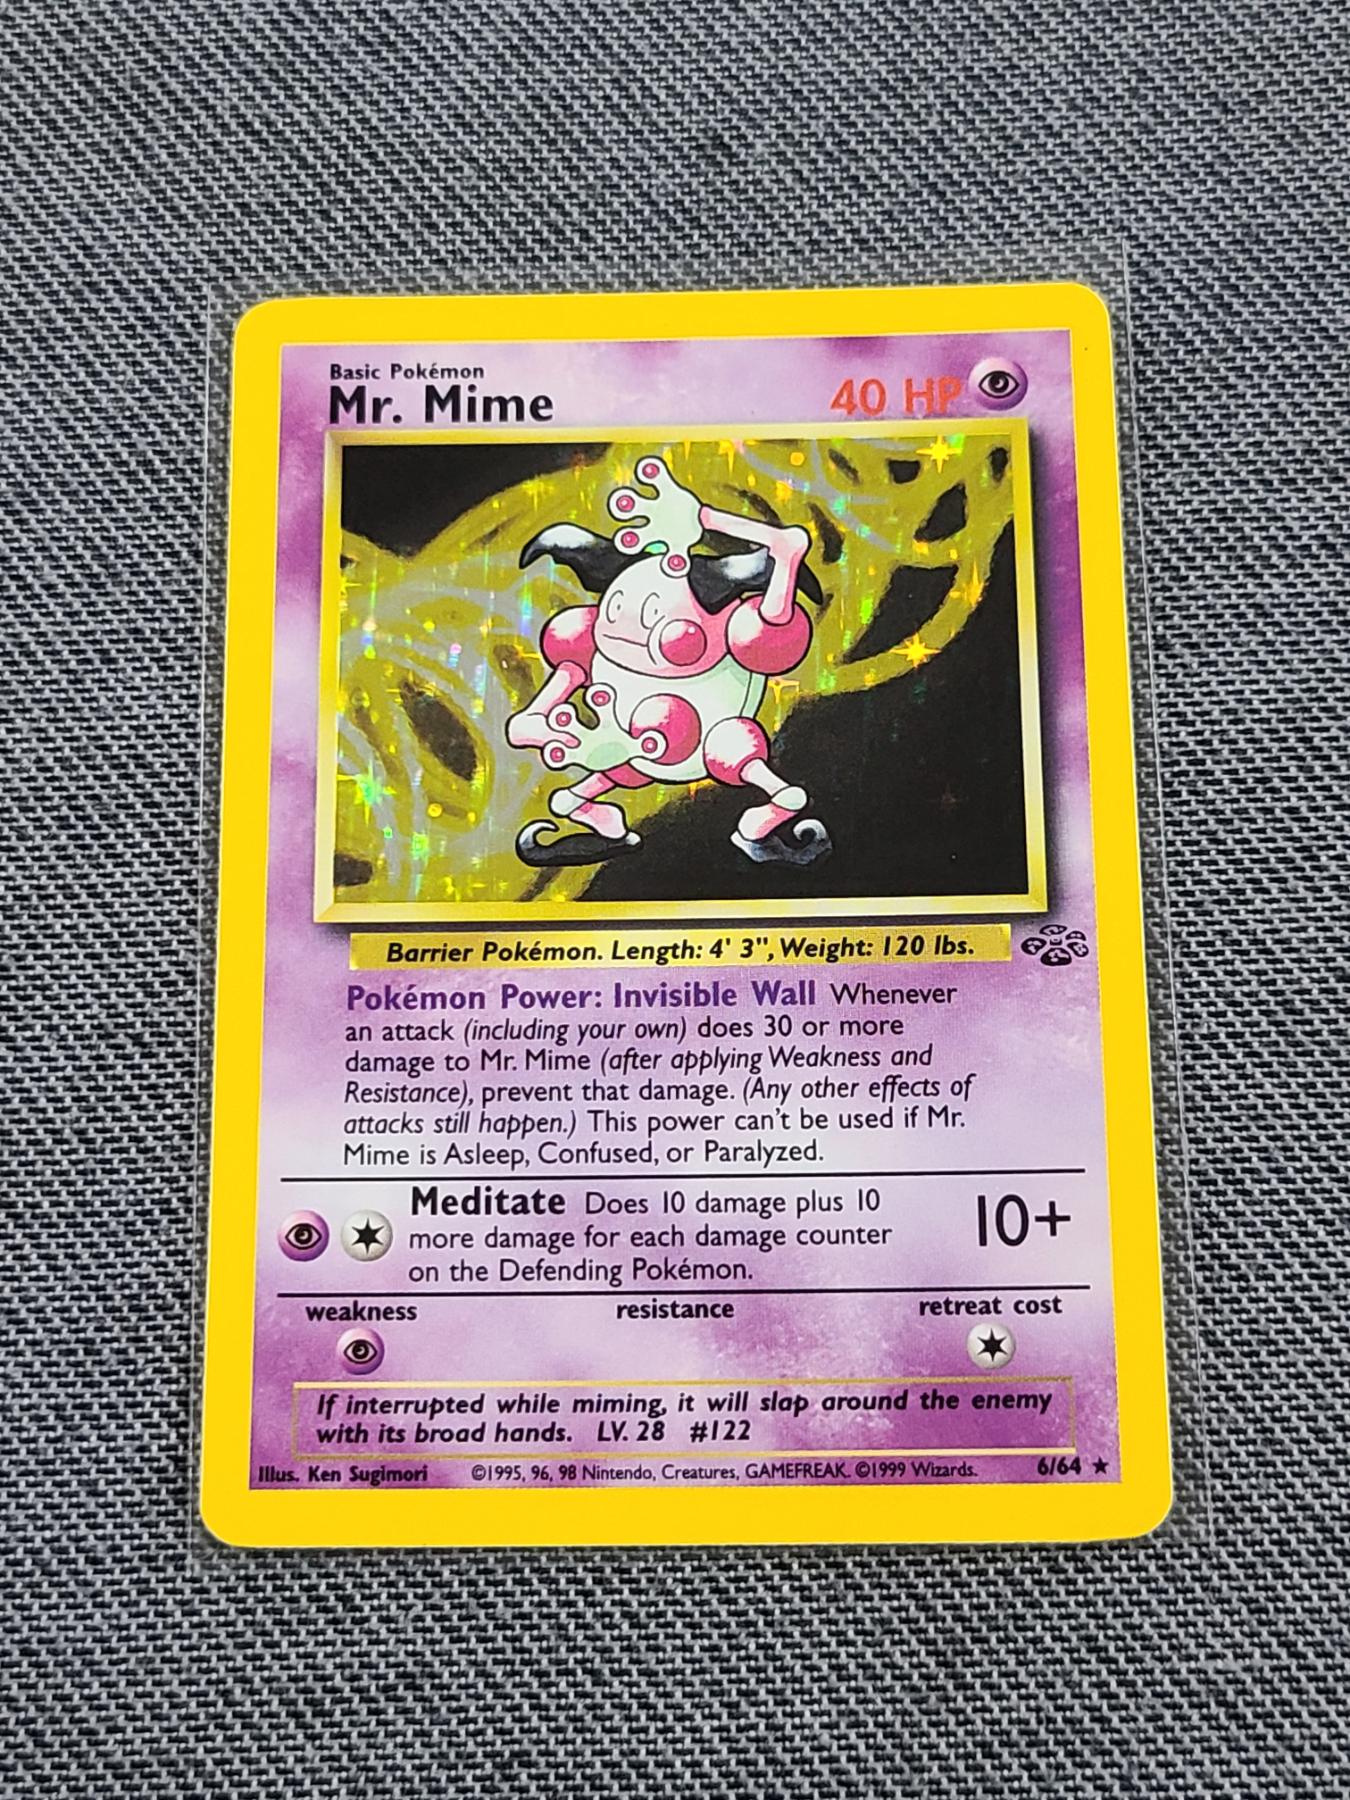 Basic Pokémon
Mr. Mime 40 HP
Barrier Pokémon. Length: 4' 3", Weight: 120 lbs.
Pokémon Power: Invisible Wall Whenever
an attack (including your own) does 30 or more
damage to Mr. Mime (after applying Weakness and
Resistance), prevent that damage. (Any other effects of
attacks still happen.) This power can't be used if Mr.
Mime is Asleep, Confused, or Paralyzed.
Meditate Does 10 damage plus 10
more damage for each damage counter
on the Defending Pokémon.
10+
weakness resistance retreat cost
If interrupted while miming, it will slap around the enemy
with its broad hands. LV. 28 #122
Illus. Ken Sugimori ©1995, 96, 98 Nintendo, Creatures, GAMEFREAK. ©1999 Wizards. 6/64 ★